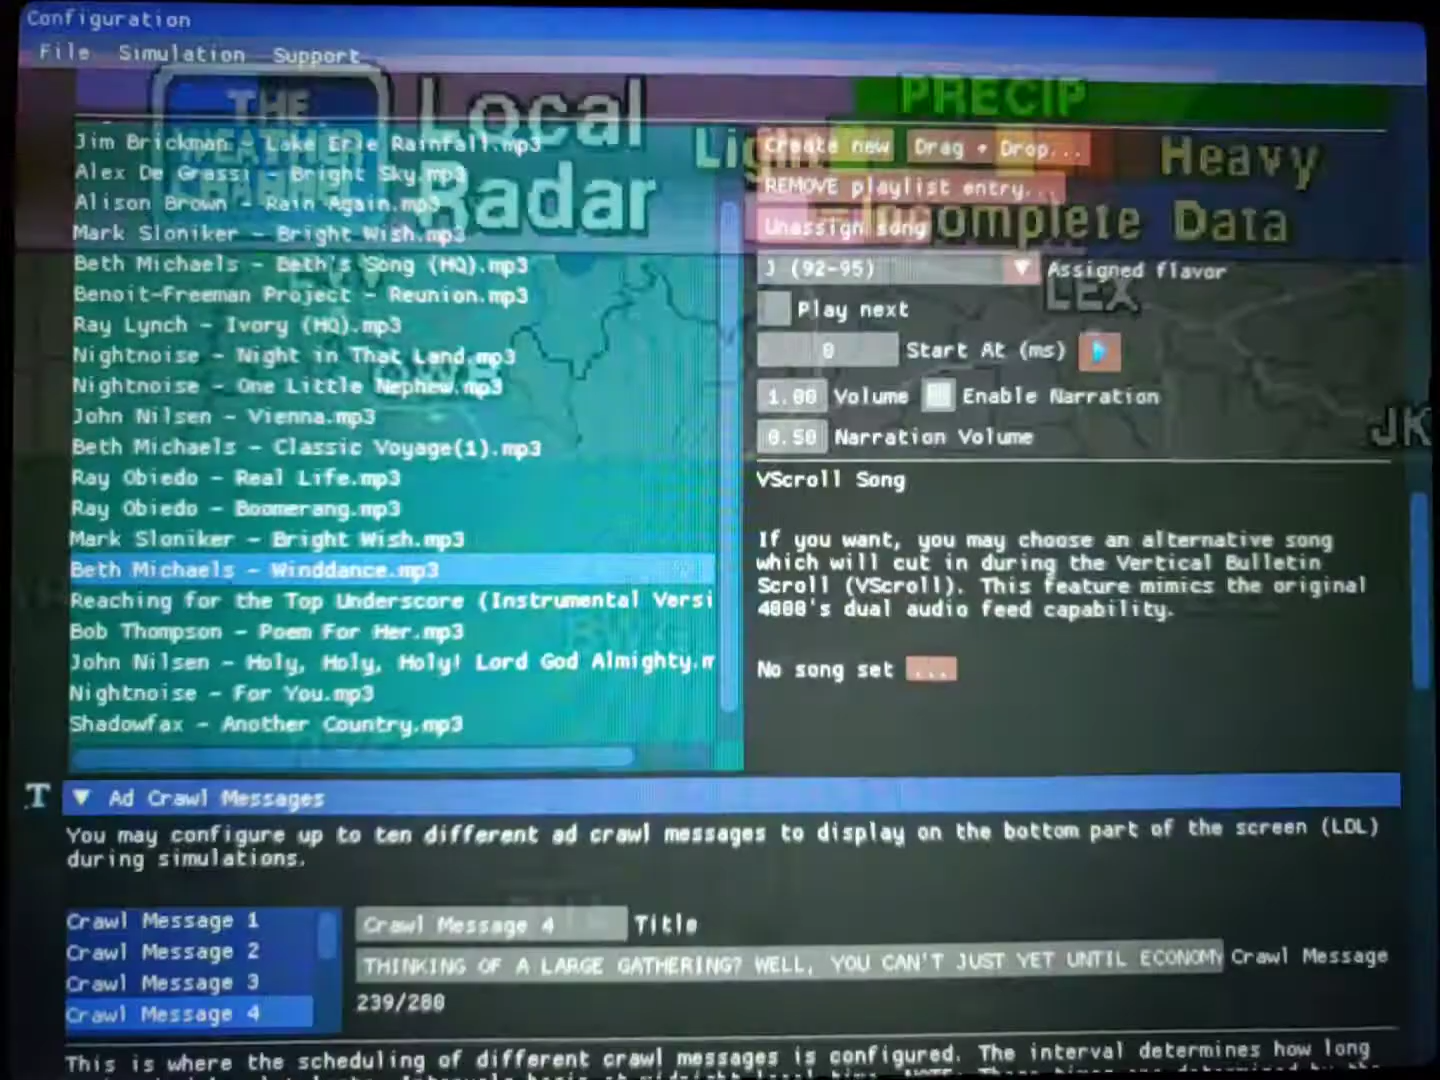 Configuration
File Simulation Support
THE WEATHER CHANNEL
Local Radar
PRECIP
Light Heavy
Incomplete Data
Jim Brickman - Lake Erie Rainfall.mp3
Alex De Grassi - Bright Sky.mp3
Alison Brown - Rain Again.mp3
Mark Sloniker - Bright Wish.mp3
Beth Michaels - Beth's Song (HQ).mp3
Benoit-Freeman Project - Reunion.mp3
Ray Lynch - Ivory (HQ).mp3
Nightnoise - Night in That Land.mp3
Nightnoise - One Little Nephew.mp3
John Nilsen - Vienna.mp3
Beth Michaels - Classic Voyage(1).mp3
Ray Obiedo - Real Life.mp3
Ray Obiedo - Boomerang.mp3
Mark Sloniker - Bright Wish.mp3
Beth Michaels - Winddance.mp3
Reaching for the Top Underscore (Instrumental Versi
Bob Thompson - Poem For Her.mp3
John Nilsen - Holy, Holy, Holy! Lord God Almighty.m
Nightnoise - For You.mp3
Shadowfax - Another Country.mp3
Create new Drag + Drop...
REMOVE playlist entry...
Unassign song
J (92-95) Assigned flavor
LEX
Play next
0 Start At (ms)
1.00 Volume Enable Narration
JK
0.50 Narration Volume
VScroll Song
If you want, you may choose an alternative song
which will cut in during the Vertical Bulletin
Scroll (VScroll). This feature mimics the original
4000's dual audio feed capability.
No song set ...
OWB
BWG
T
Ad Crawl Messages
You may configure up to ten different ad crawl messages to display on the bottom part of the screen (LDL)
during simulations.
Crawl Message 1
Crawl Message 2
Crawl Message 3
Crawl Message 4
Crawl Message 4 Title
THINKING OF A LARGE GATHERING? WELL, YOU CAN'T JUST YET UNTIL ECONOMY Crawl Message
239/280
This is where the scheduling of different crawl messages is configured. The interval determines how long